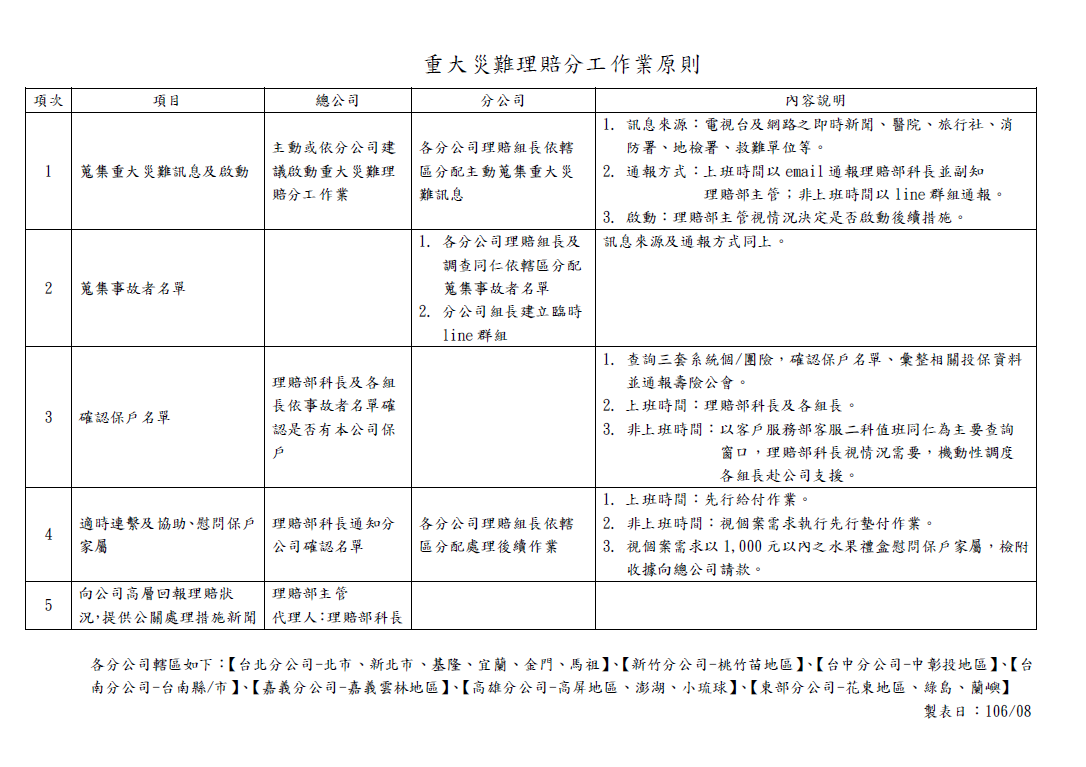 重大災難理賠分工作業原則
項次 項目 總公司 分公司 內容說明
1 蒐集重大災難訊息及啟動
主動或依分公司建
議啟動重大災難理
賠分工作業
各分公司理賠組長依轄
區分配主動蒐集重大災
難訊息
1. 訊息來源：電視台及網路之即時新聞、醫院、旅行社、消
防署、地檢署、救難單位等。
2. 通報方式：上班時間以 email 通報理賠部科長並副知
理賠部主管；非上班時間以 line 群組通報。
3. 啟動：理賠部主管視情況決定是否啟動後續措施。
2 蒐集事故者名單
1. 各分公司理賠組長及
調查同仁依轄區分配
蒐集事故者名單
2. 分公司組長建立臨時
line 群組
訊息來源及通報方式同上。
3 確認保戶名單
理賠部科長及各組
長依事故者名單確
認是否有本公司保
戶
1. 查詢三套系統個/團險，確認保戶名單、彙整相關投保資料
並通報壽險公會。
2. 上班時間：理賠部科長及各組長。
3. 非上班時間：以客戶服務部客服二科值班同仁為主要查詢
窗口，理賠部科長視情況需要，機動性調度
各組長赴公司支援。
4 適時連繫及協助、慰問保戶
家屬
理賠部科長通知分
公司確認名單
各分公司理賠組長依轄
區分配處理後續作業
1. 上班時間：先行給付作業。
2. 非上班時間：視個案需求執行先行墊付作業。
3. 視個案需求以 1,000 元以內之水果禮盒慰問保戶家屬，檢附
收據向總公司請款。
5 向公司高層回報理賠狀
況，提供公關處理措施新聞
理賠部主管
代理人：理賠部科長
各分公司轄區如下：【台北分公司-北市、新北市、基隆、宜蘭、金門、馬祖】、【新竹分公司-桃竹苗地區】、【台中分公司-中彰投地區】、【台
南分公司-台南縣/市】、【嘉義分公司-嘉義雲林地區】、【高雄分公司-高屏地區、澎湖、小琉球】、【東部分公司-花東地區、綠島、蘭嶼】
製表日：106/08